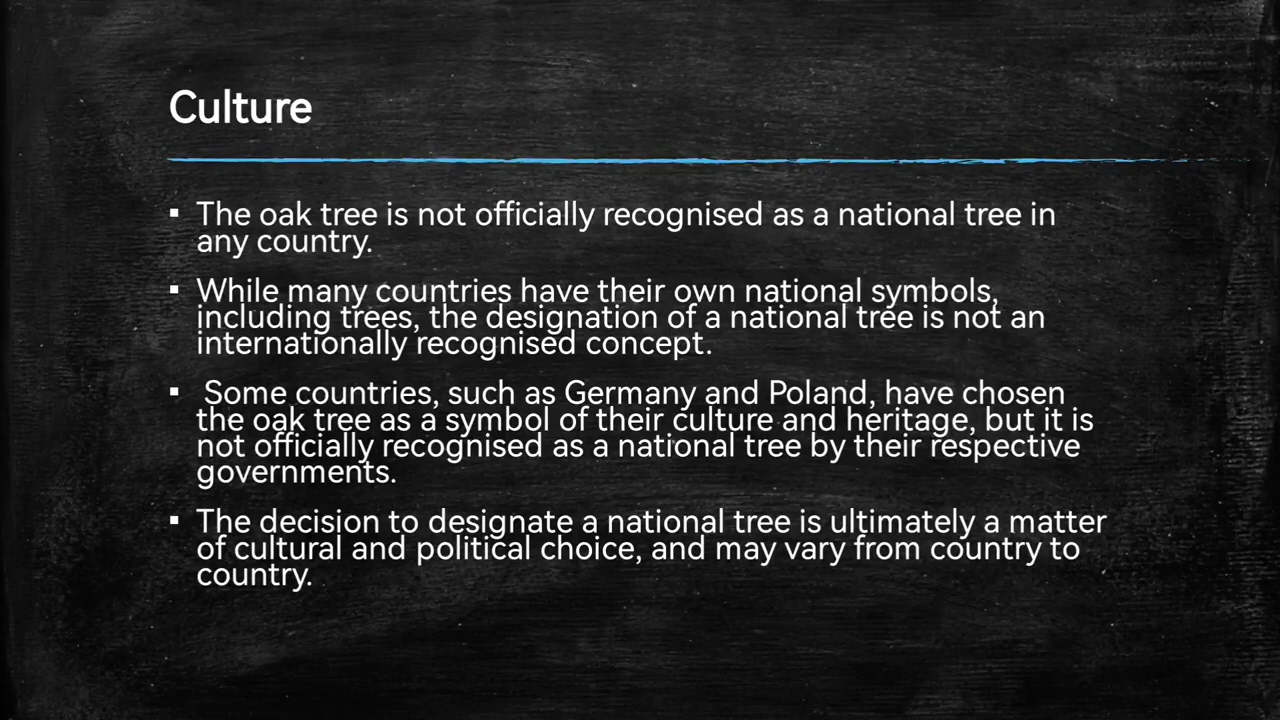 Culture
▪ The oak tree is not officially recognised as a national tree in
any country.
▪ While many countries have their own national symbols,
including trees, the designation of a national tree is not an
internationally recognised concept.
▪ Some countries, such as Germany and Poland, have chosen
the oak tree as a symbol of their culture and heritage, but it is
not officially recognised as a national tree by their respective
governments.
▪ The decision to designate a national tree is ultimately a matter
of cultural and political choice, and may vary from country to
country.